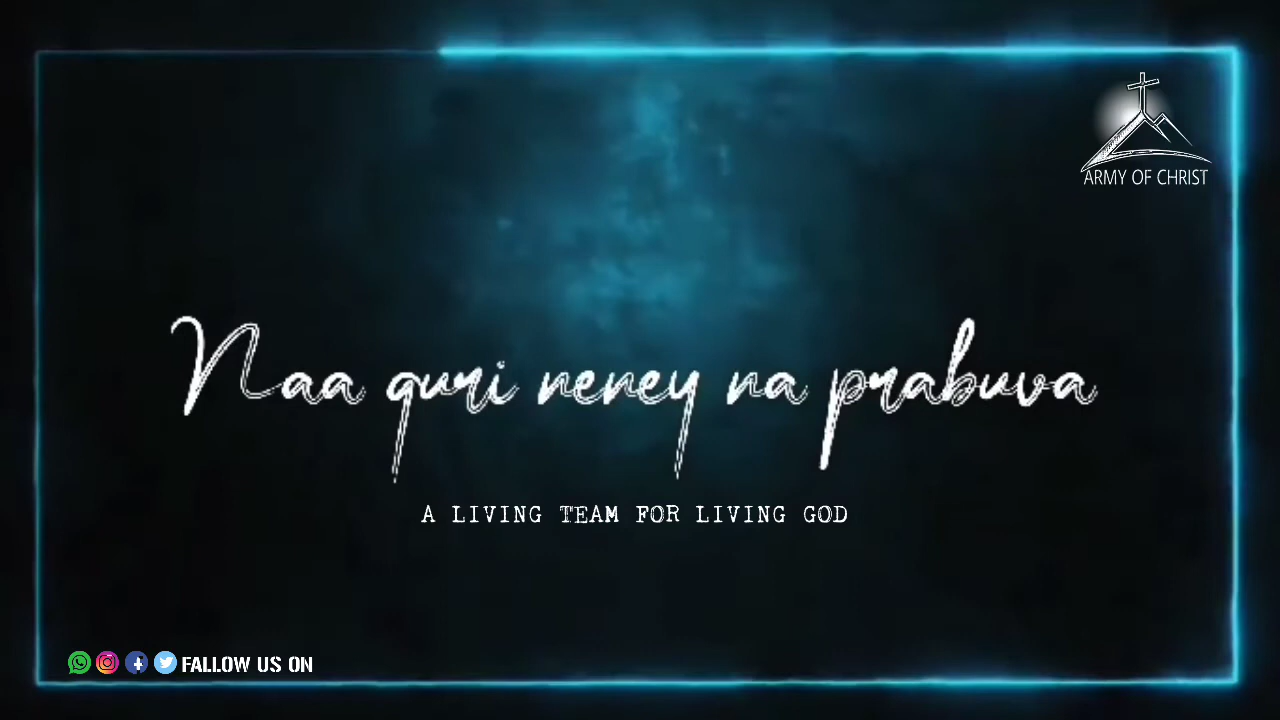 ARMY OF CHRIST
Naa guri neney na prabuva
A LIVING TEAM FOR LIVING GOD
FALLOW US ON